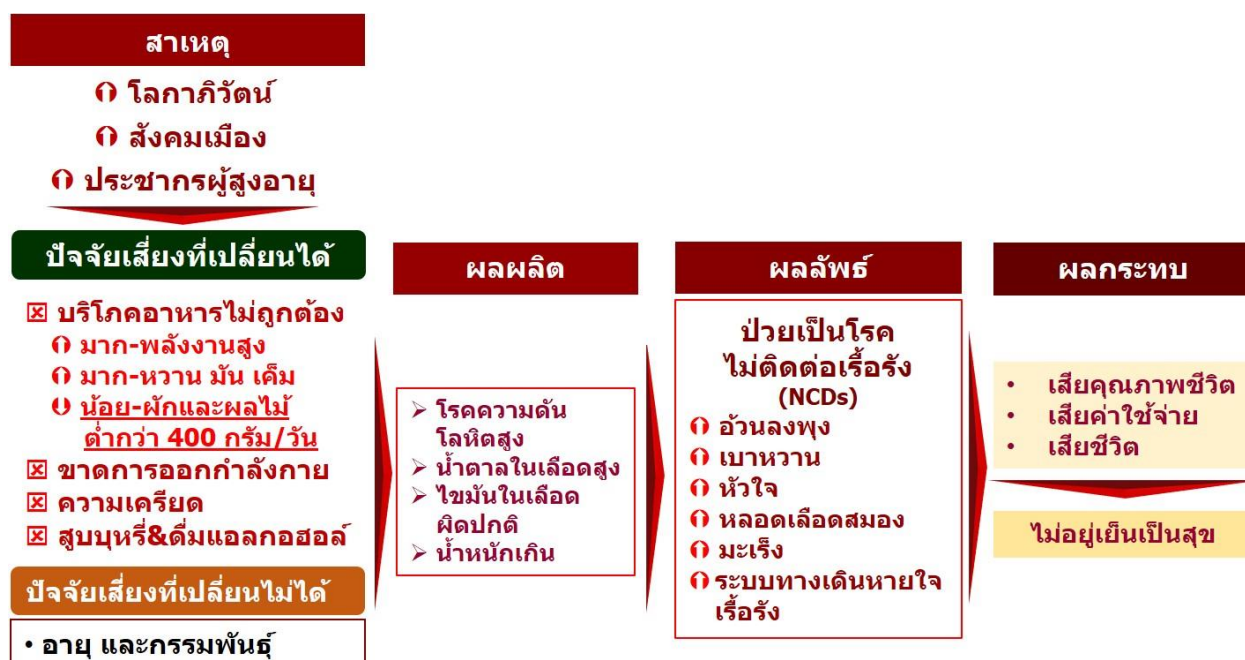 สาเหตุ
โลกาภิวัตน์
สังคมเมือง
ประชากรผู้สูงอายุ
ปัจจัยเสี่ยงที่เปลี่ยนได้
บริโภคอาหารไม่ถูกต้อง
มาก-พลังงานสูง
มาก-หวาน มัน เค็ม
น้อย-ผักและผลไม้
ต่ำกว่า 400 กรัม/วัน
ขาดการออกกำลังกาย
ความเครียด
สูบบุหรี่&ดื่มแอลกอฮอล์
ปัจจัยเสี่ยงที่เปลี่ยนไม่ได้
• อายุ และกรรมพันธุ์
ผลผลิต
➢ โรคความดัน
โลหิตสูง
➢ น้ำตาลในเลือดสูง
➢ ไขมันในเลือด
ผิดปกติ
➢ น้ำหนักเกิน
ผลลัพธ์
ป่วยเป็นโรค
ไม่ติดต่อเรื้อรัง
(NCDs)
อ้วนลงพุง
เบาหวาน
หัวใจ
หลอดเลือดสมอง
มะเร็ง
ระบบทางเดินหายใจ
เรื้อรัง
ผลกระทบ
• เสียคุณภาพชีวิต
• เสียค่าใช้จ่าย
• เสียชีวิต
ไม่อยู่เย็นเป็นสุข